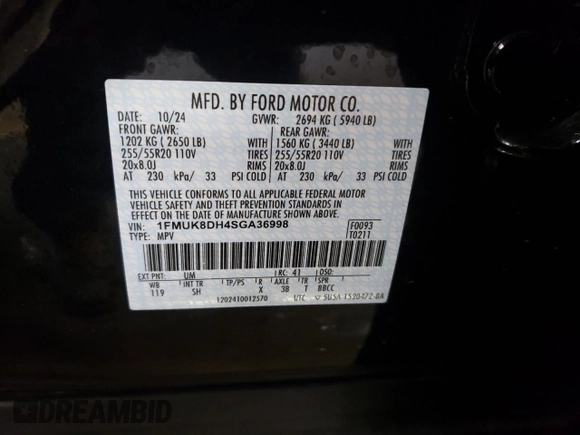 MFD. BY FORD MOTOR CO.
DATE: 10/24 GVWR: 2694 KG ( 5940 LB)
FRONT GAWR: REAR GAWR:
1202 KG ( 2650 LB) WITH 1560 KG ( 3440 LB) WITH
255/55R20 110V TIRES 255/55R20 110V TIRES
20x8.0J RIMS 20x8.0J RIMS
AT 230 kPa/ 33 PSI COLD AT 230 kPa/ 33 PSI COLD
THIS VEHICLE CONFORMS TO ALL APPLICABLE FEDERAL MOTOR
VEHICLE SAFETY AND THEFT PREVENTION STANDARDS IN
EFFECT ON THE DATE OF MANUFACTURE SHOWN ABOVE.
VIN: 1FMUK8DH4SGA36998 F0093
TYPE: MPV T0211
EXT PNT: UM RC: 41 DSO:
WB INT TR TP/PS R AXLE TR SPR
119 SH X 3B T BBCC
1202410012570 UTC 5U5A-1520472-BA
DREAMBID